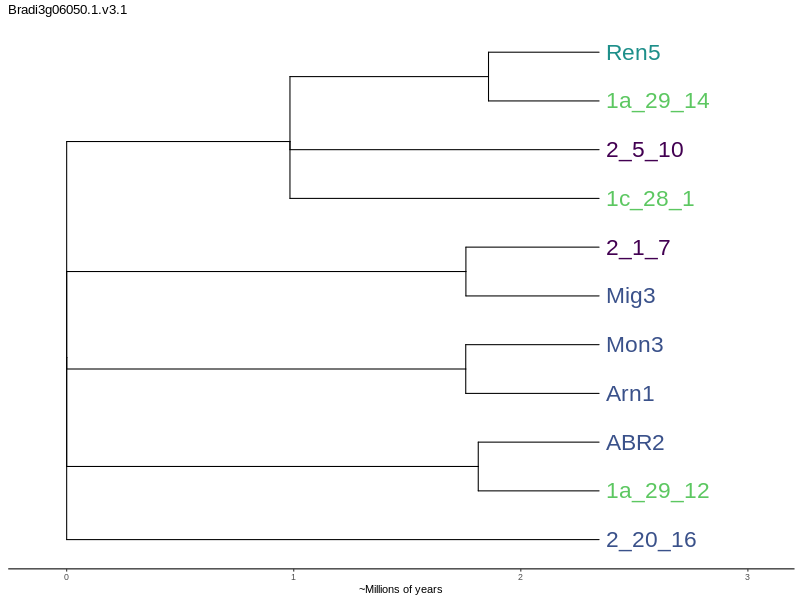 Bradi3g06050.1.v3.1
Ren5
1a_29_14
2_5_10
1c_28_1
2_1_7
Mig3
Mon3
Arn1
ABR2
1a_29_12
2_20_16
0 1 2 3
~Millions of years